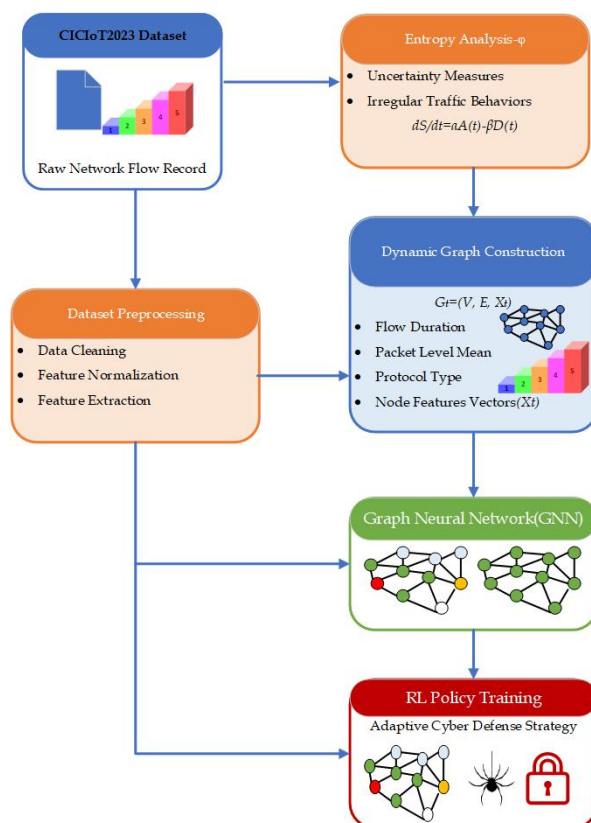 CICIoT2023 Dataset
1
2
3
4
5
Raw Network Flow Record
Entropy Analysis-φ
Uncertainty Measures
Irregular Traffic Behaviors
dS/dt=αA(t)-βD(t)
Dataset Preprocessing
Data Cleaning
Feature Normalization
Feature Extraction
Dynamic Graph Construction
Gt=(V, E, Xt)
Flow Duration
Packet Level Mean
Protocol Type
Node Features Vectors(Xt)
1
2
3
4
5
Graph Neural Network(GNN)
RL Policy Training
Adaptive Cyber Defense Strategy